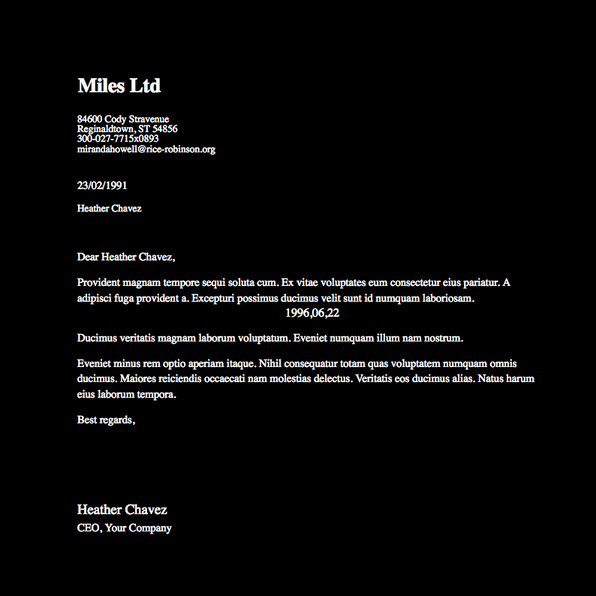 Miles Ltd
84600 Cody Stravenue
Reginaldtown, ST 54856
300-027-7715x0893
mirandahowell@rice-robinson.org
23/02/1991
Heather Chavez
Dear Heather Chavez,
Provident magnam tempore sequi soluta cum. Ex vitae voluptates eum consectetur eius pariatur. A
adipisci fuga provident a. Excepturi possimus ducimus velit sunt id numquam laboriosam.
1996,06,22
Ducimus veritatis magnam laborum voluptatum. Eveniet numquam illum nam nostrum.
Eveniet minus rem optio aperiam itaque. Nihil consequatur totam quas voluptatem numquam omnis
ducimus. Maiores reiciendis occaecati nam molestias delectus. Veritatis eos ducimus alias. Natus harum
eius laborum tempora.
Best regards,
Heather Chavez
CEO, Your Company